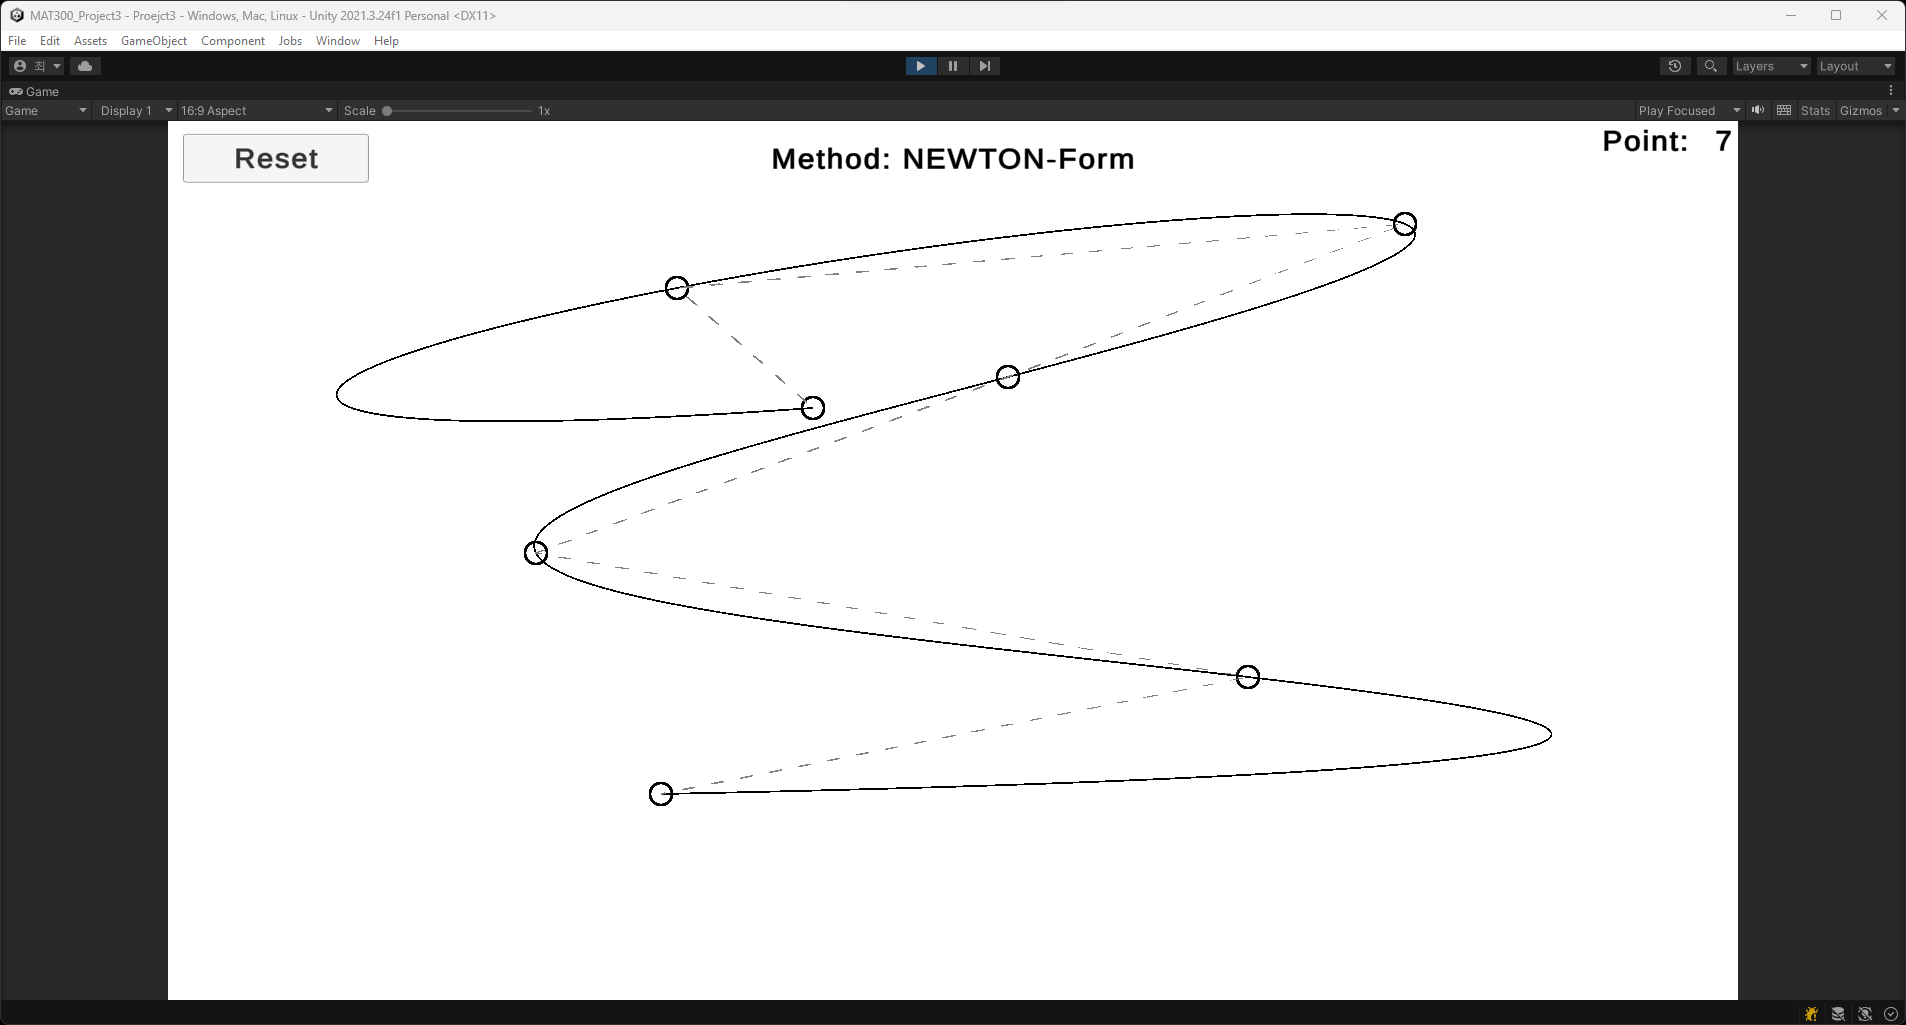 MAT300_Project3 - Proejct3 - Windows, Mac, Linux - Unity 2021.3.24f1 Personal <DX11>
File Edit Assets GameObject Component Jobs Window Help
최 Layers Layout
Game
Game Display 1 16:9 Aspect Scale 1x Play Focused Stats Gizmos
Reset Method: NEWTON-Form Point: 7